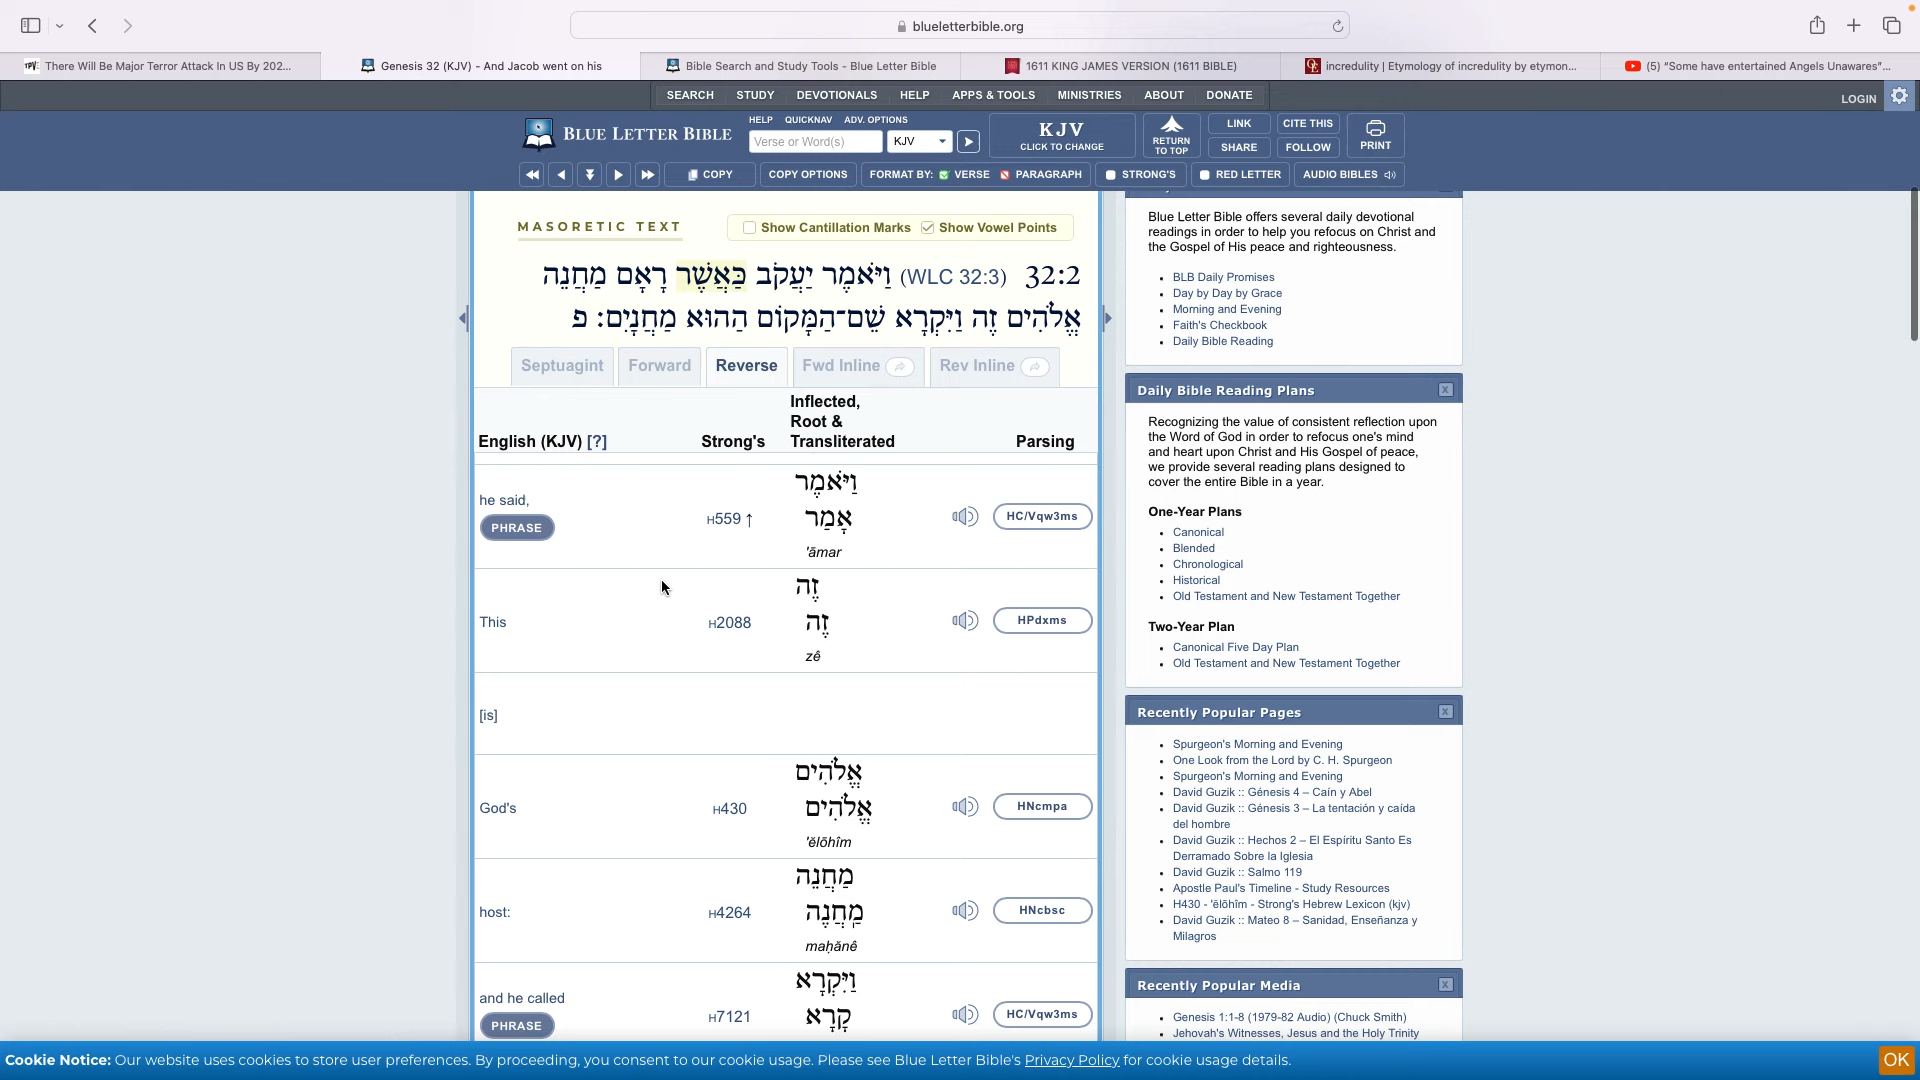 blueletterbible.org
There Will Be Major Terror Attack In US By 202...
Genesis 32 (KJV) - And Jacob went on his
Bible Search and Study Tools - Blue Letter Bible
1611 KING JAMES VERSION (1611 BIBLE)
incredulity | Etymology of incredulity by etymon...
(5) “Some have entertained Angels Unawares”...
SEARCH STUDY DEVOTIONALS HELP APPS & TOOLS MINISTRIES ABOUT DONATE
LOGIN
BLUE LETTER BIBLE
HELP QUICKNAV ADV. OPTIONS
Verse or Word(s) KJV
KJV
CLICK TO CHANGE
RETURN
TO TOP
LINK CITE THIS
SHARE FOLLOW
PRINT
COPY COPY OPTIONS FORMAT BY: VERSE PARAGRAPH STRONG'S RED LETTER AUDIO BIBLES
MASORETIC TEXT
Show Cantillation Marks Show Vowel Points
32:2 (WLC 32:3) וַיֹּאמֶר יַעֲקֹב כַּאֲשֶׁר רָאָם מַחֲנֵה
אֱלֹהִים זֶה וַיִּקְרָא שֵׁם־הַמָּקוֹם הַהוּא מַחֲנָיִם׃ פ
Septuagint Forward Reverse Fwd Inline Rev Inline
English (KJV) [?]
Strong's
Inflected,
Root &
Transliterated
Parsing
he said,
PHRASE
H559 ↑
וַיֹּאמֶר
אָמַר
'āmar
HC/Vqw3ms
This
H2088
זֶה
זֶה
zê
HPdxms
[is]
God's
H430
אֱלֹהִים
אֱלֹהִים
'ĕlōhîm
HNcmpa
host:
H4264
מַחֲנֵה
מַחֲנֶה
maḥănê
HNcbsc
and he called
PHRASE
H7121
וַיִּקְרָא
קָרָא
HC/Vqw3ms
Blue Letter Bible offers several daily devotional
readings in order to help you refocus on Christ and
the Gospel of His peace and righteousness.
BLB Daily Promises
Day by Day by Grace
Morning and Evening
Faith's Checkbook
Daily Bible Reading
Daily Bible Reading Plans x
Recognizing the value of consistent reflection upon
the Word of God in order to refocus one's mind
and heart upon Christ and His Gospel of peace,
we provide several reading plans designed to
cover the entire Bible in a year.
One-Year Plans
Canonical
Blended
Chronological
Historical
Old Testament and New Testament Together
Two-Year Plan
Canonical Five Day Plan
Old Testament and New Testament Together
Recently Popular Pages x
Spurgeon's Morning and Evening
One Look from the Lord by C. H. Spurgeon
Spurgeon's Morning and Evening
David Guzik :: Génesis 4 – Caín y Abel
David Guzik :: Génesis 3 – La tentación y caída
del hombre
David Guzik :: Hechos 2 – El Espíritu Santo Es
Derramado Sobre la Iglesia
David Guzik :: Salmo 119
Apostle Paul's Timeline - Study Resources
H430 - 'ĕlōhîm - Strong's Hebrew Lexicon (kjv)
David Guzik :: Mateo 8 – Sanidad, Enseñanza y
Milagros
Recently Popular Media x
Genesis 1:1-8 (1979-82 Audio) (Chuck Smith)
Jehovah's Witnesses, Jesus and the Holy Trinity
Cookie Notice: Our website uses cookies to store user preferences. By proceeding, you consent to our cookie usage. Please see Blue Letter Bible's Privacy Policy for cookie usage details.
OK